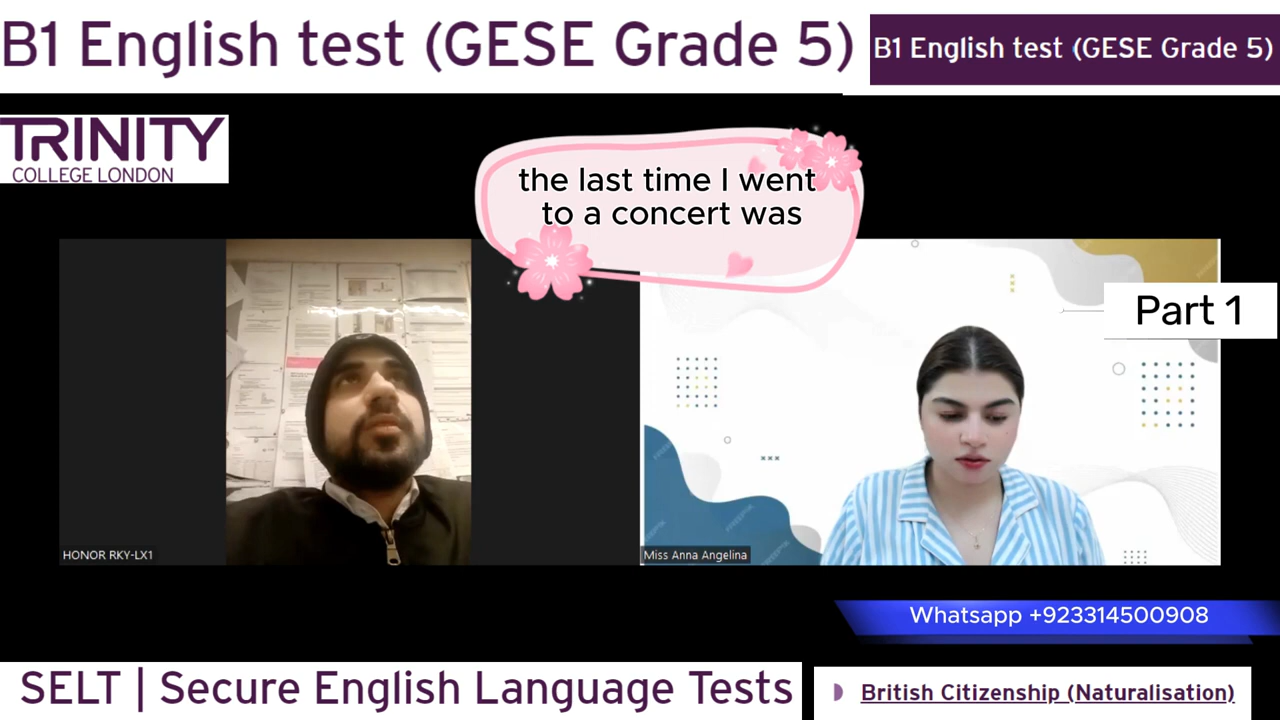 B1 English test (GESE Grade 5)
B1 English test (GESE Grade 5)
TRINITY
COLLEGE LONDON
the last time I went
to a concert was
Part 1
HONOR RKY-LX1
Miss Anna Angelina
Whatsapp +923314500908
SELT | Secure English Language Tests
British Citizenship (Naturalisation)